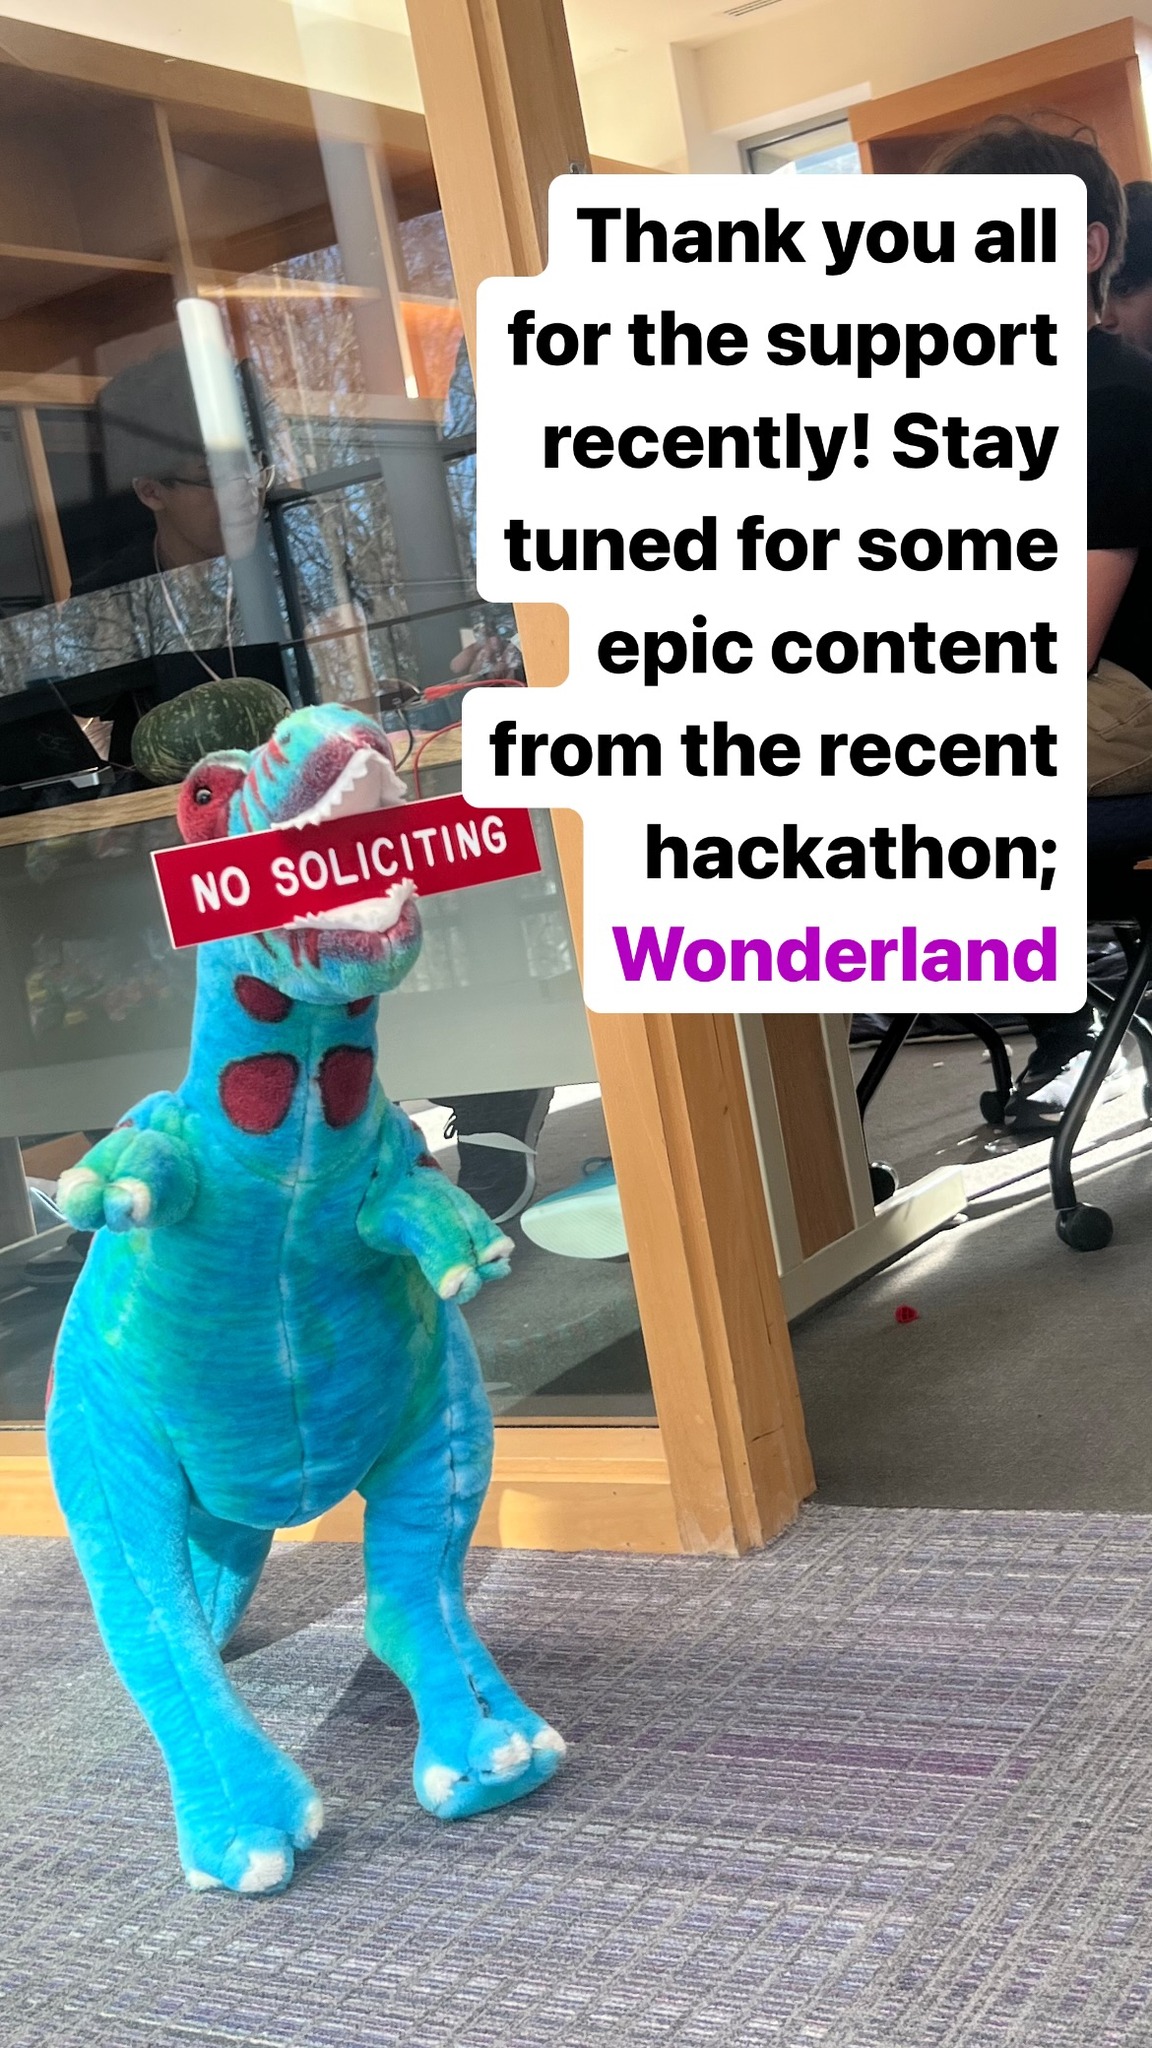 Thank you all
for the support
recently! Stay
tuned for some
epic content
from the recent
hackathon;
Wonderland
NO SOLICITING